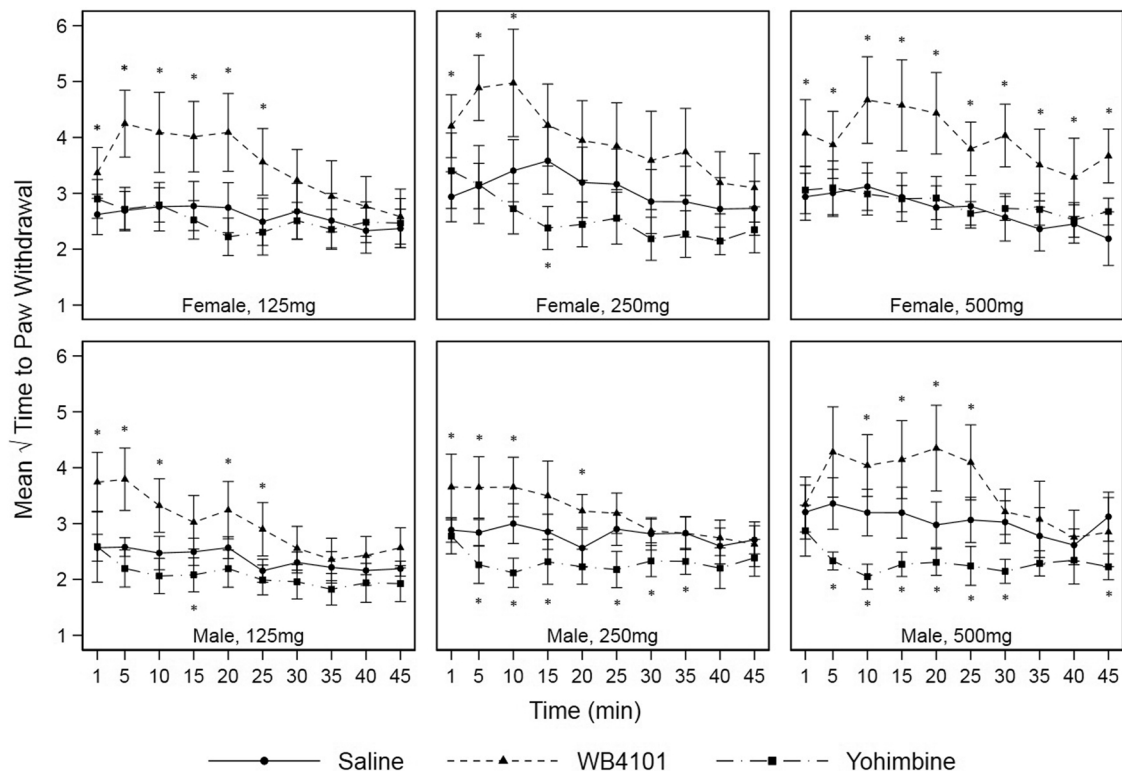 Mean √ Time to Paw Withdrawal
6
5
4
3
2
1
* * * * * *
Female, 125mg
* * * *
Female, 250mg
* * * * * * * * * *
Female, 500mg
6
5
4
3
2
1
* * * * * *
Male, 125mg
* * * * * * * * * *
Male, 250mg
* * * * * * * * * * * *
Male, 500mg
1 5 10 15 20 25 30 35 40 45
1 5 10 15 20 25 30 35 40 45
1 5 10 15 20 25 30 35 40 45
Time (min)
Saline WB4101 Yohimbine